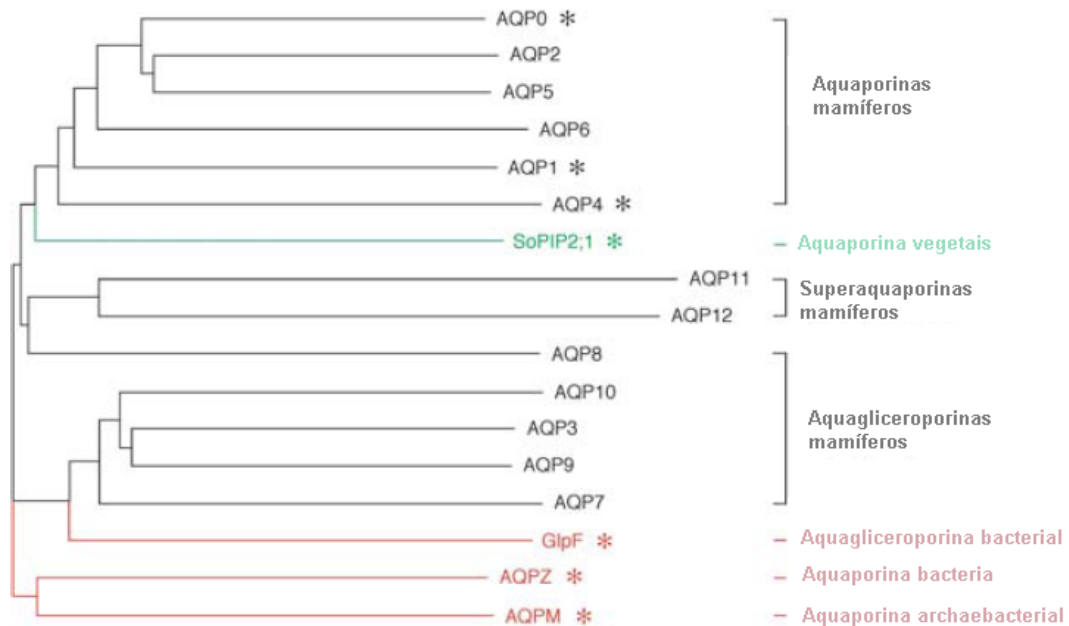 AQP0 *
AQP2
AQP5
AQP6
AQP1 *
AQP4 *
Aquaporinas
mamíferos
SoPIP2;1 *
Aquaporina vegetais
AQP11
AQP12
Superaquaporinas
mamíferos
AQP8
AQP10
AQP3
AQP9
AQP7
Aquagliceroporinas
mamíferos
GlpF *
Aquagliceroporina bacterial
AQPZ *
Aquaporina bacteria
AQPM *
Aquaporina archaebacterial